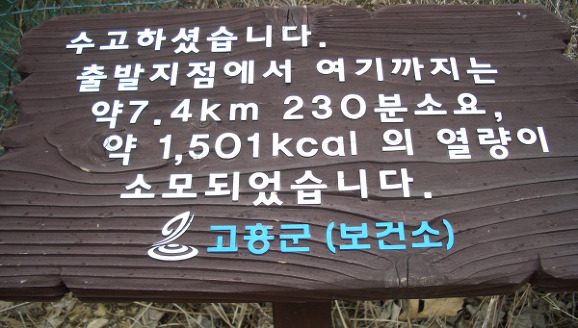 수고하셨습니다.
출발지점에서 여기까지는
약7.4km 230분소요,
약 1,501kcal 의 열량이
소모되었습니다.
고흥군 (보건소)